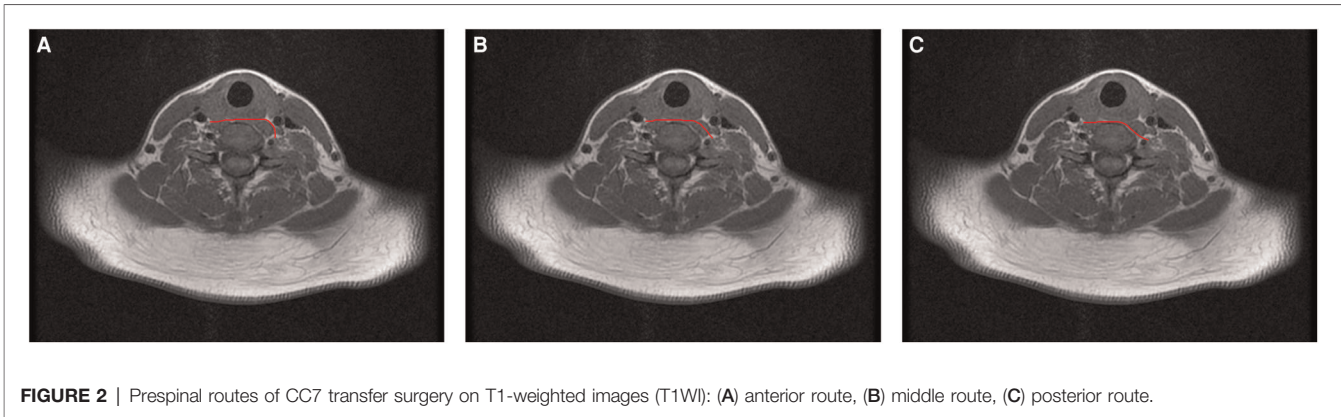 A
B
C
FIGURE 2 | Prespinal routes of CC7 transfer surgery on T1-weighted images (T1WI): (A) anterior route, (B) middle route, (C) posterior route.